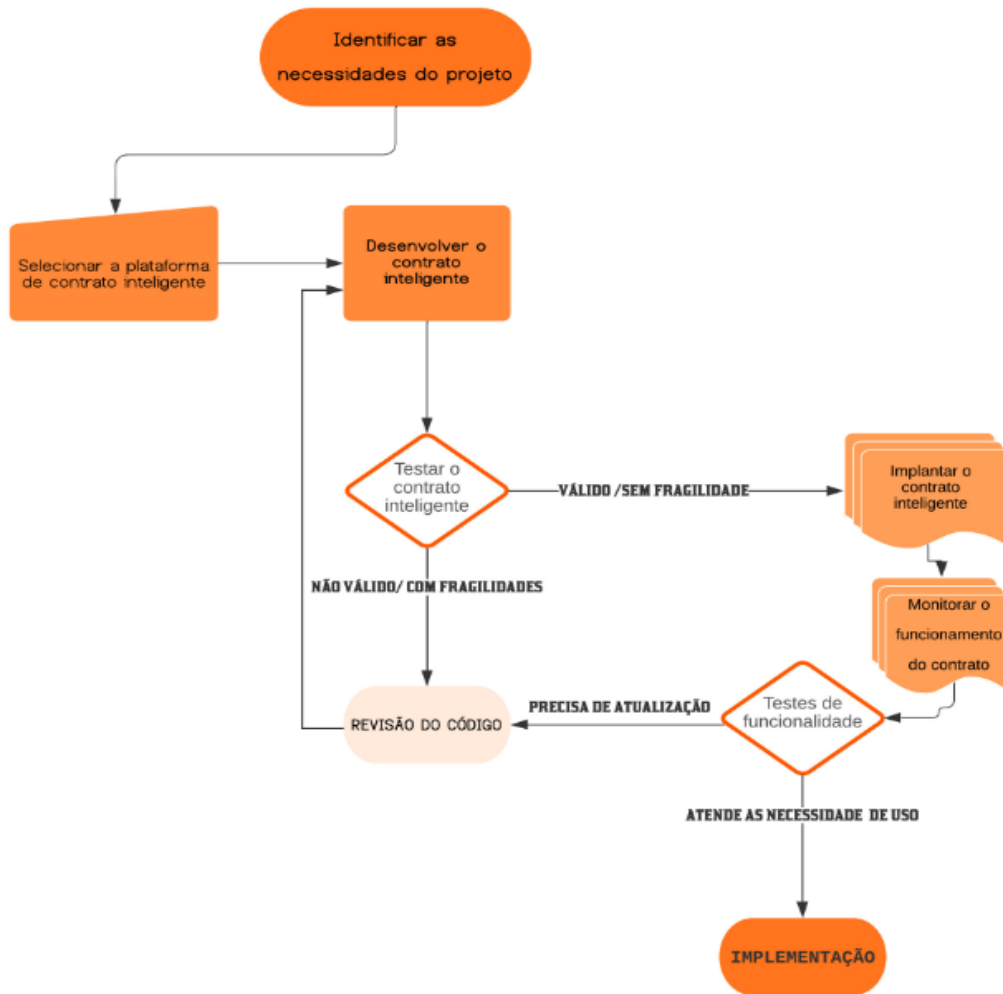 Identificar as
necessidades do projeto
Selecionar a plataforma
de contrato inteligente
Desenvolver o
contrato
inteligente
Testar o
contrato
inteligente
VÁLIDO /SEM FRAGILIDADE
Implantar o
contrato
inteligente
NÃO VÁLIDO/ COM FRAGILIDADES
Monitorar o
funcionamento
do contrato
Testes de
funcionalidade
PRECISA DE ATUALIZAÇÃO
REVISÃO DO CÓDIGO
ATENDE AS NECESSIDADE DE USO
IMPLEMENTAÇÃO